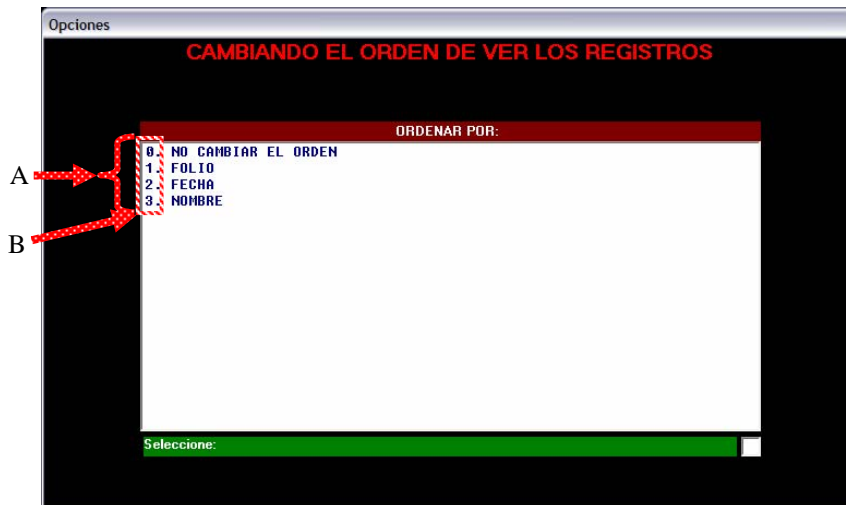 Opciones
CAMBIANDO EL ORDEN DE VER LOS REGISTROS
ORDENAR POR:
0. NO CAMBIAR EL ORDEN
1. FOLIO
A
2. FECHA
3. NOMBRE
B
Seleccione: